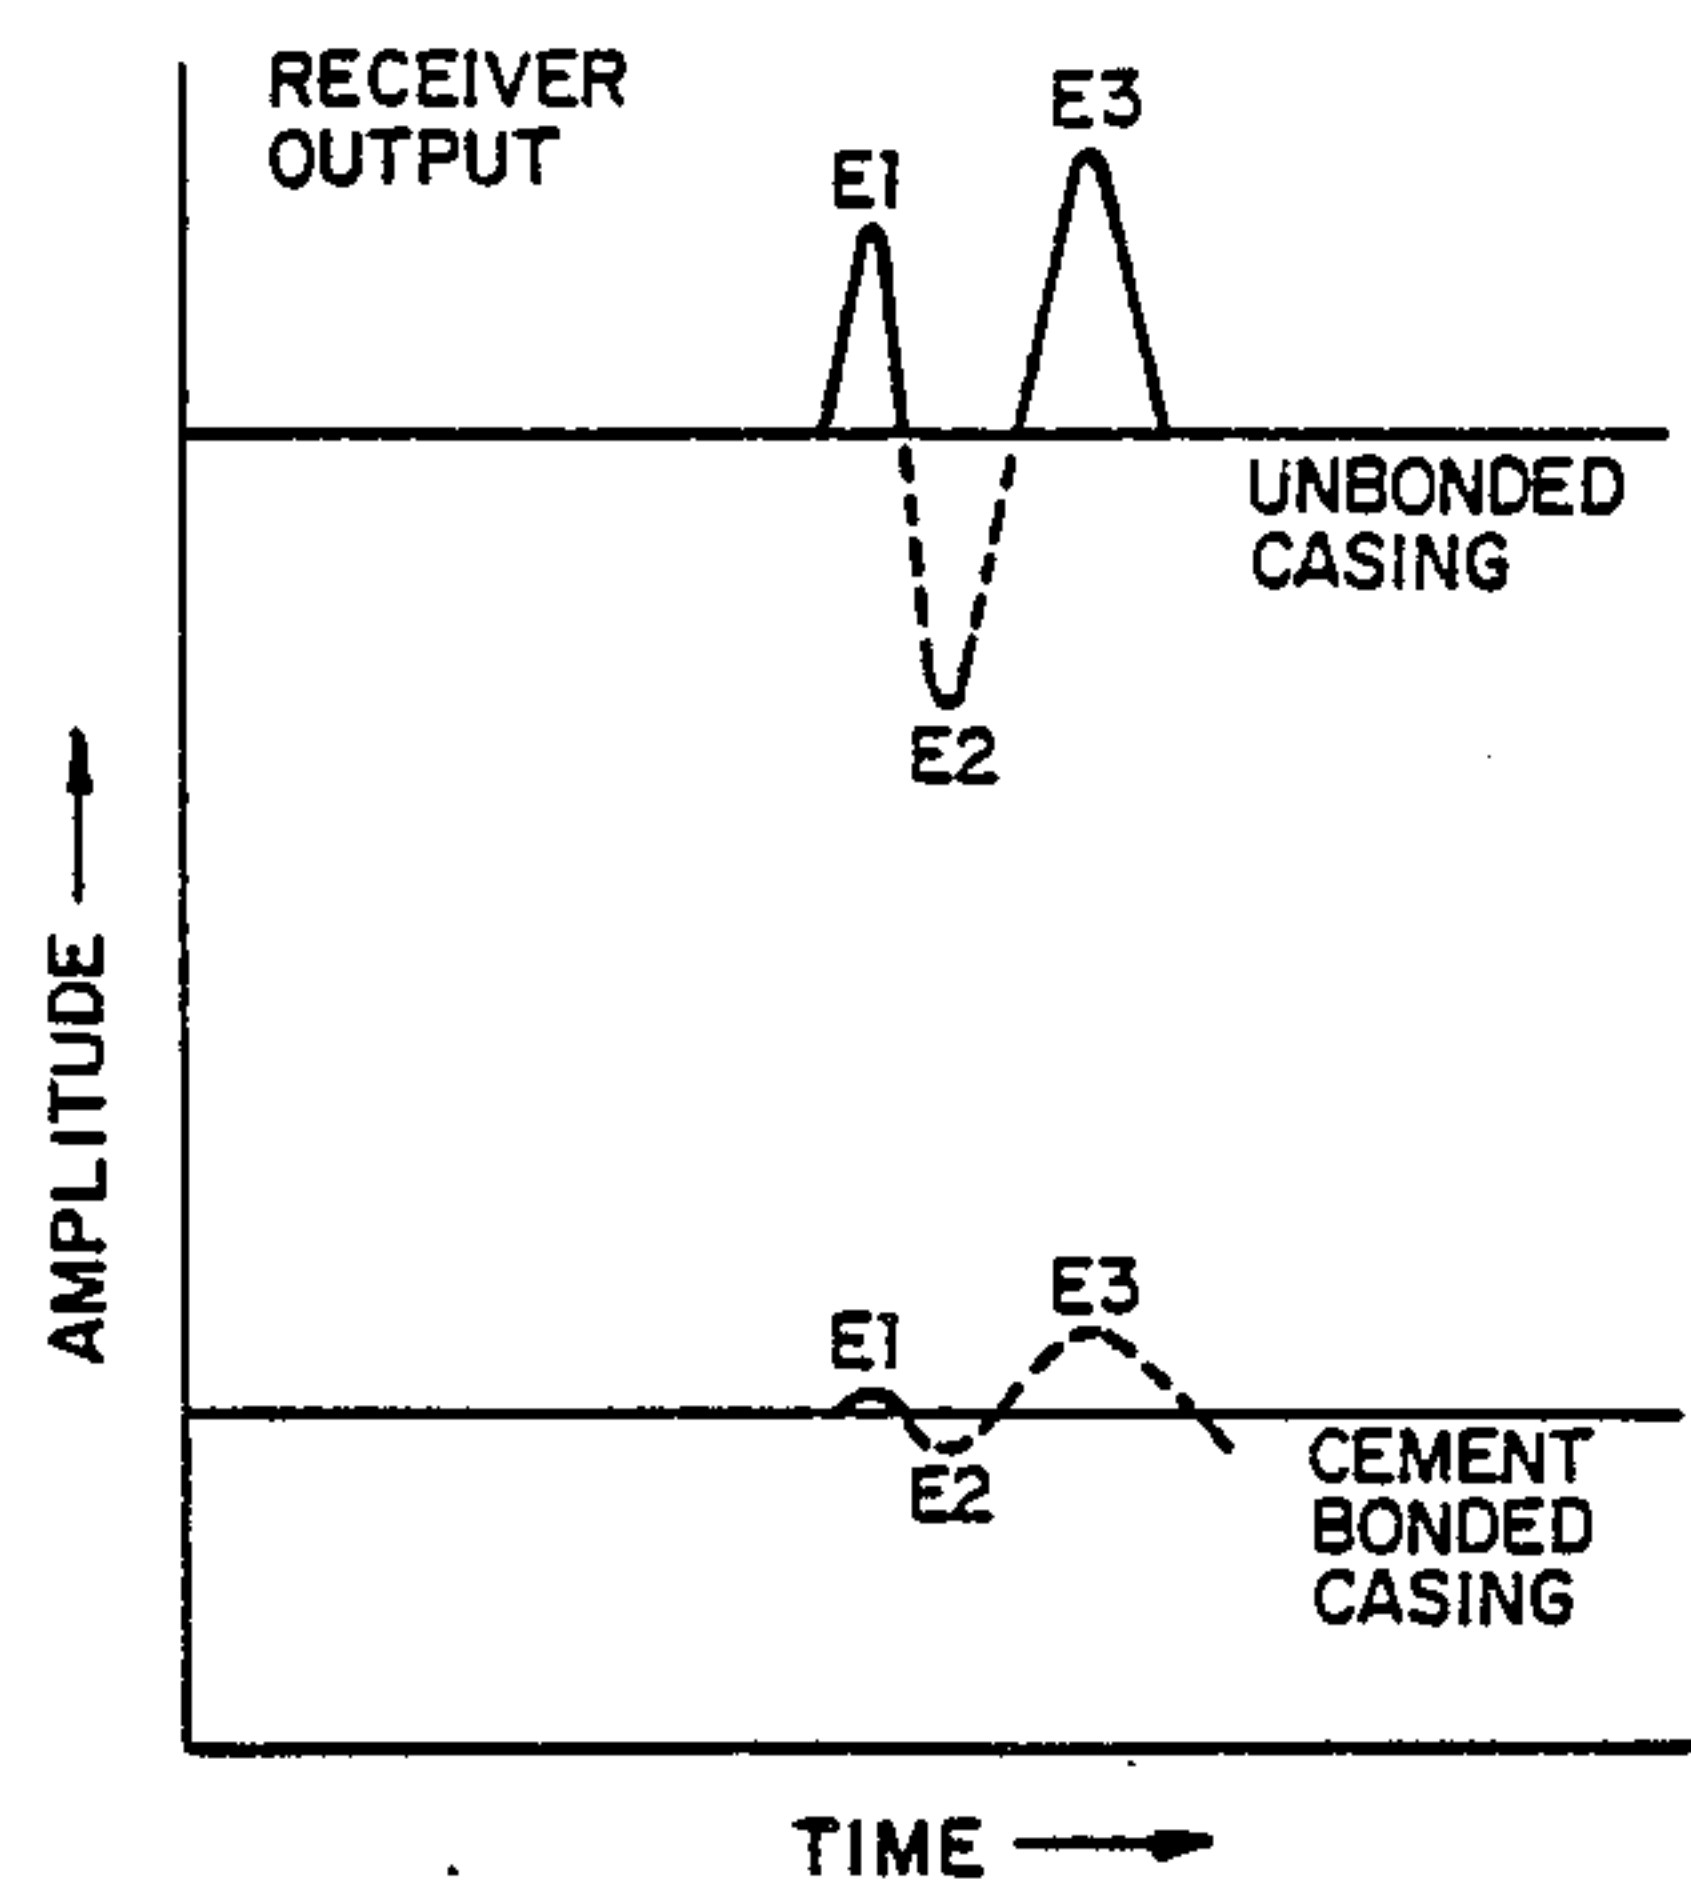 RECEIVER
OUTPUT
E1
E3
E2
UNBONDED
CASING
AMPLITUDE
E1
E3
E2
CEMENT
BONDED
CASING
TIME